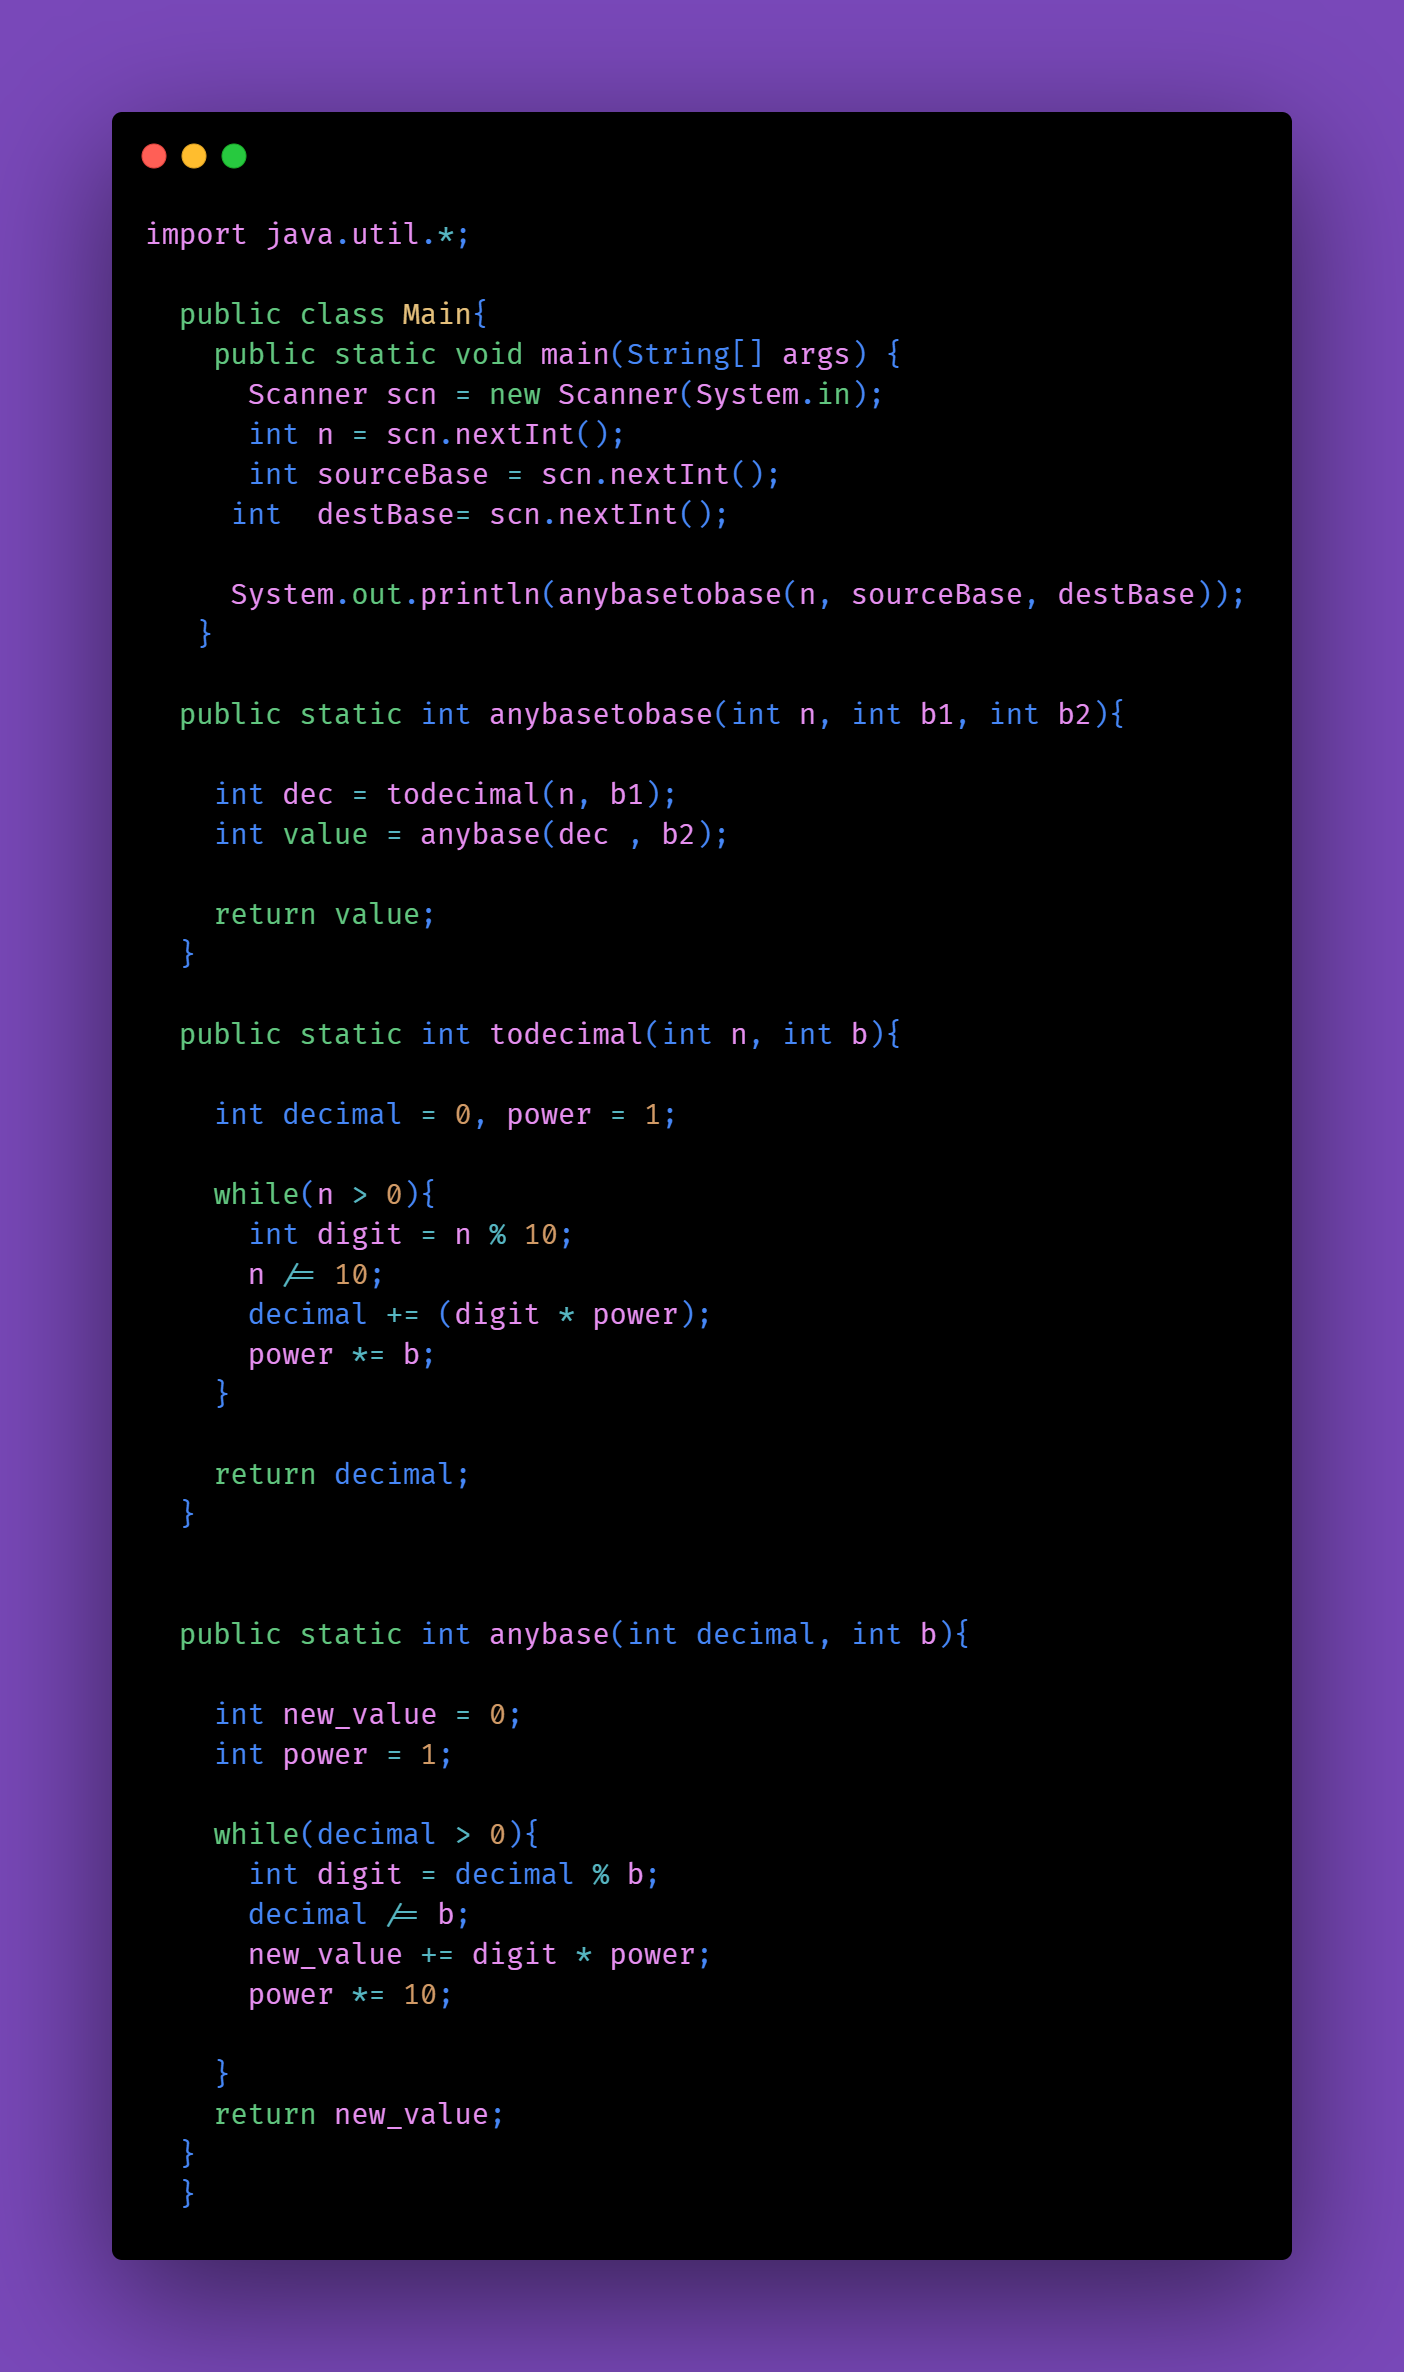 import java.util.*;
public class Main{
public static void main(String[] args) {
Scanner scn = new Scanner(System.in);
int n = scn.nextInt();
int sourceBase = scn.nextInt();
int  destBase= scn.nextInt();
System.out.println(anybasetobase(n, sourceBase, destBase));
}
public static int anybasetobase(int n, int b1, int b2){
int dec = todecimal(n, b1);
int value = anybase(dec , b2);
return value;
}
public static int todecimal(int n, int b){
int decimal = 0, power = 1;
while(n > 0){
int digit = n % 10;
n /= 10;
decimal += (digit * power);
power *= b;
}
return decimal;
}
public static int anybase(int decimal, int b){
int new_value = 0;
int power = 1;
while(decimal > 0){
int digit = decimal % b;
decimal /= b;
new_value += digit * power;
power *= 10;
}
return new_value;
}
}